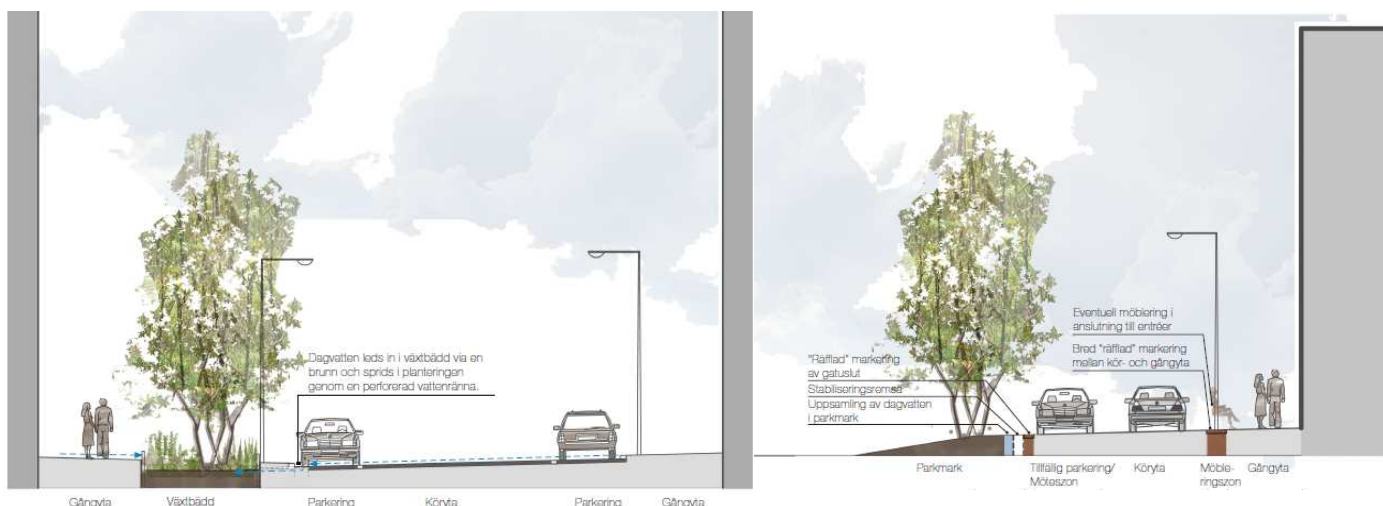 Dagvatten leds in i växtbädd via en
brunn och sprids i planteringen
genom en perforerad vattenränna.
Gångyta Växtbädd Parkering Köryta Parkering Gångyta
Eventuell möblering i
anslutning till entréer
Bred "räfflad" markering
mellan kör- och gångyta
"Räfflad" markering
av gatuslut
Stabiliseringsremsa
Uppsamling av dagvatten
i parkmark
Parkmark Tillfällig parkering/ Köryta Möble- Gångyta
Möteszon ringszon